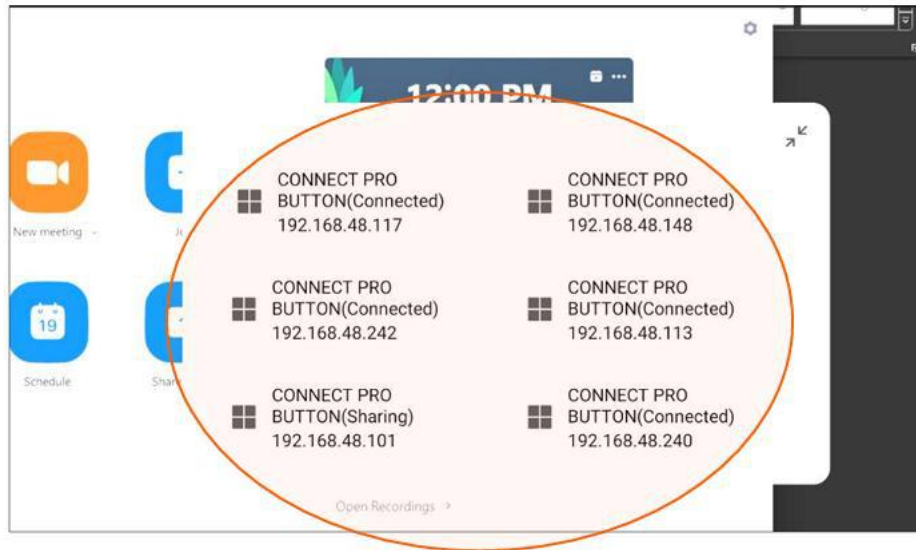 12:00 PM
CONNECT PRO
BUTTON(Connected)
192.168.48.117
CONNECT PRO
BUTTON(Connected)
192.168.48.148
New meeting
CONNECT PRO
BUTTON(Connected)
192.168.48.242
CONNECT PRO
BUTTON(Connected)
192.168.48.113
19
Schedule
CONNECT PRO
BUTTON(Sharing)
192.168.48.101
CONNECT PRO
BUTTON(Connected)
192.168.48.240
Open Recordings